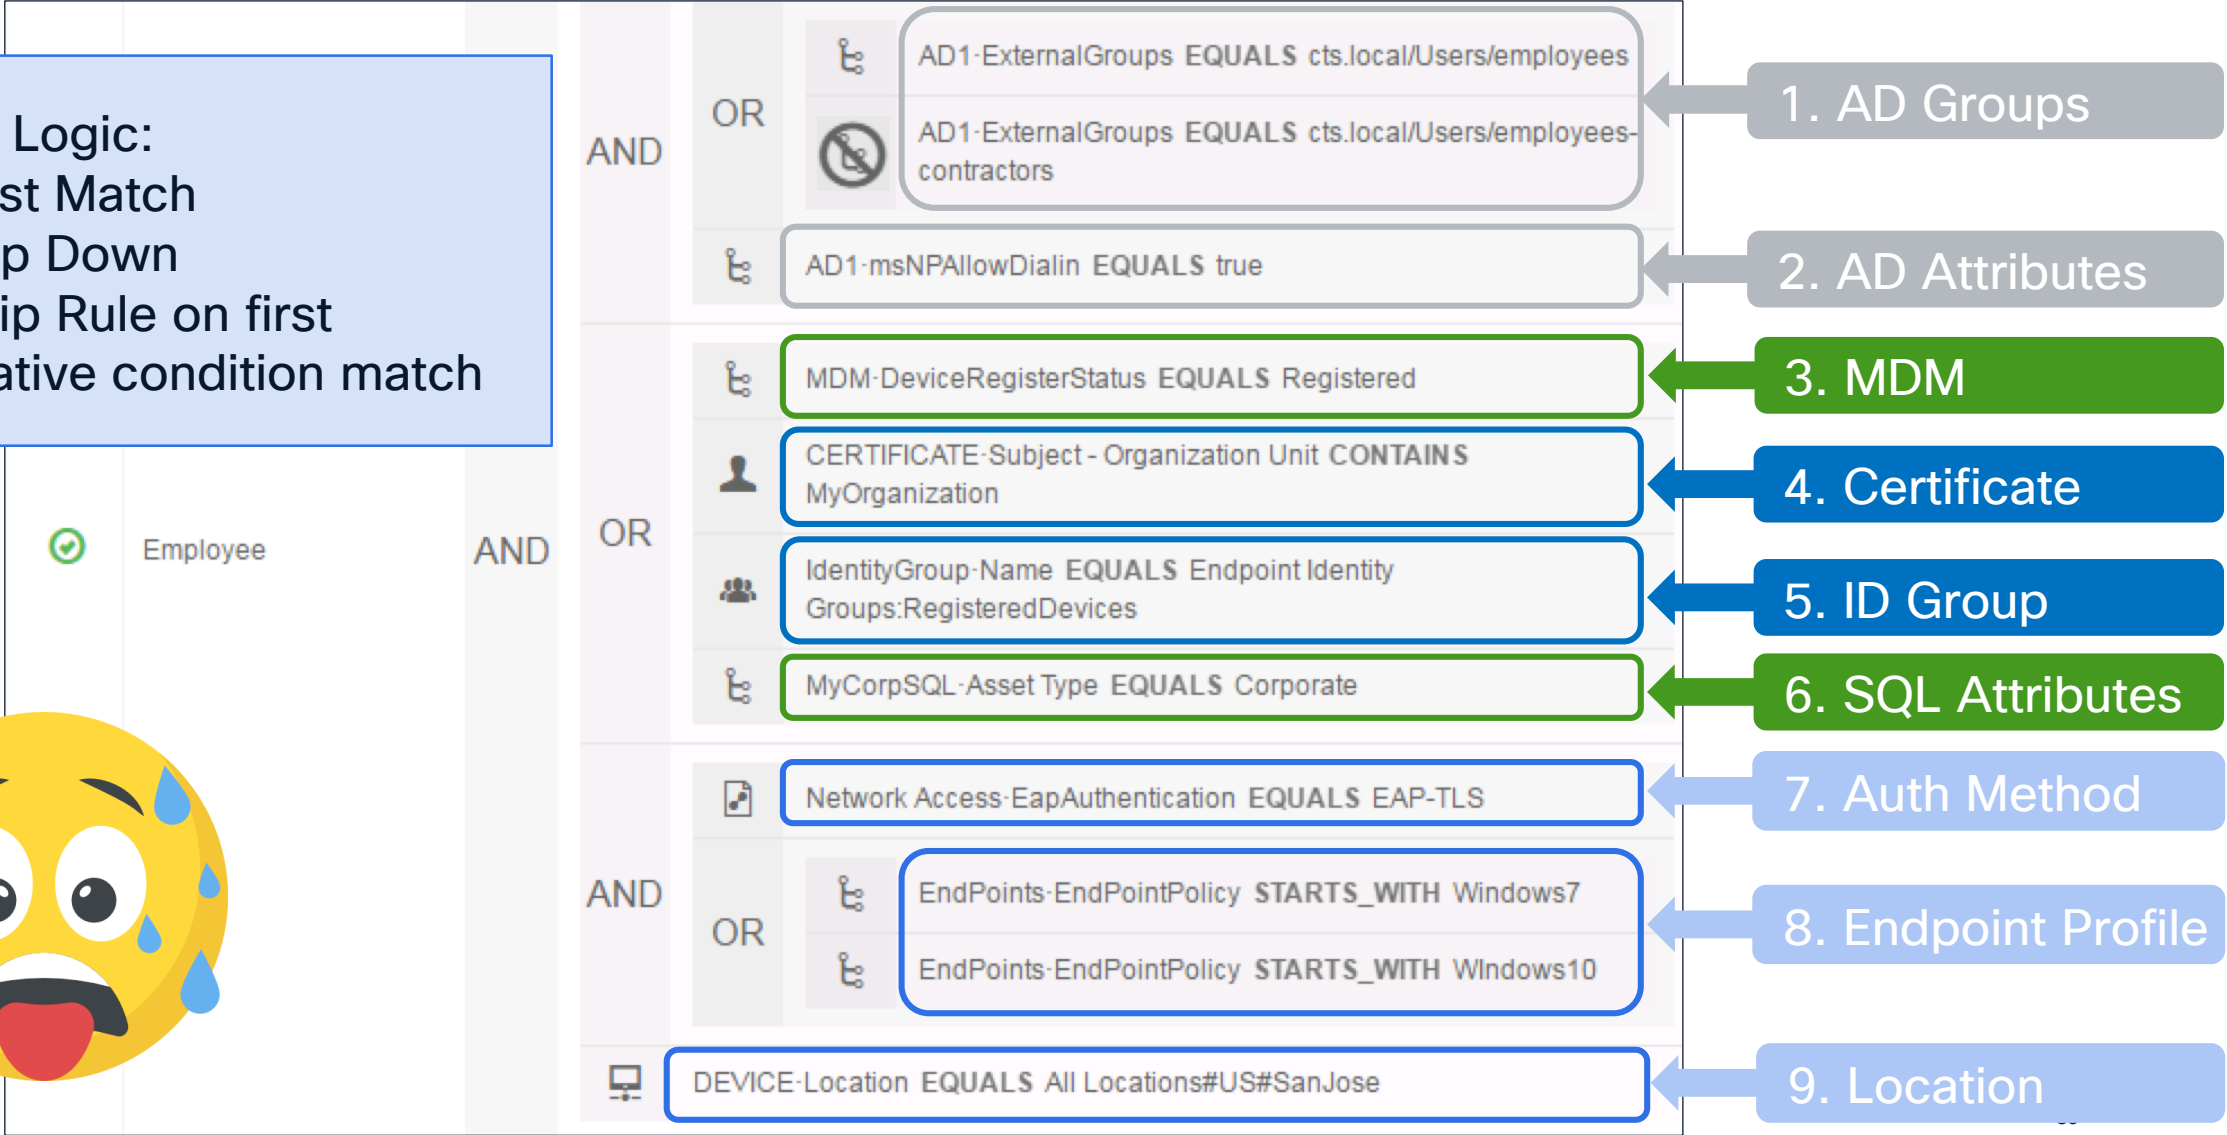 Logic:
st Match
p Down
ip Rule on first
ative condition match
Employee
AND
AND
OR
AD1-ExternalGroups EQUALS cts.local/Users/employees
AD1-ExternalGroups EQUALS cts.local/Users/employees-
contractors
AD1-msNPAllowDialin EQUALS true
OR
MDM-DeviceRegisterStatus EQUALS Registered
CERTIFICATE-Subject - Organization Unit CONTAINS
MyOrganization
IdentityGroup-Name EQUALS Endpoint Identity
Groups:RegisteredDevices
MyCorpSQL-Asset Type EQUALS Corporate
AND
Network Access-EapAuthentication EQUALS EAP-TLS
OR
EndPoints-EndPointPolicy STARTS_WITH Windows7
EndPoints-EndPointPolicy STARTS_WITH WIndows10
DEVICE-Location EQUALS All Locations#US#SanJose
1. AD Groups
2. AD Attributes
3. MDM
4. Certificate
5. ID Group
6. SQL Attributes
7. Auth Method
8. Endpoint Profile
9. Location